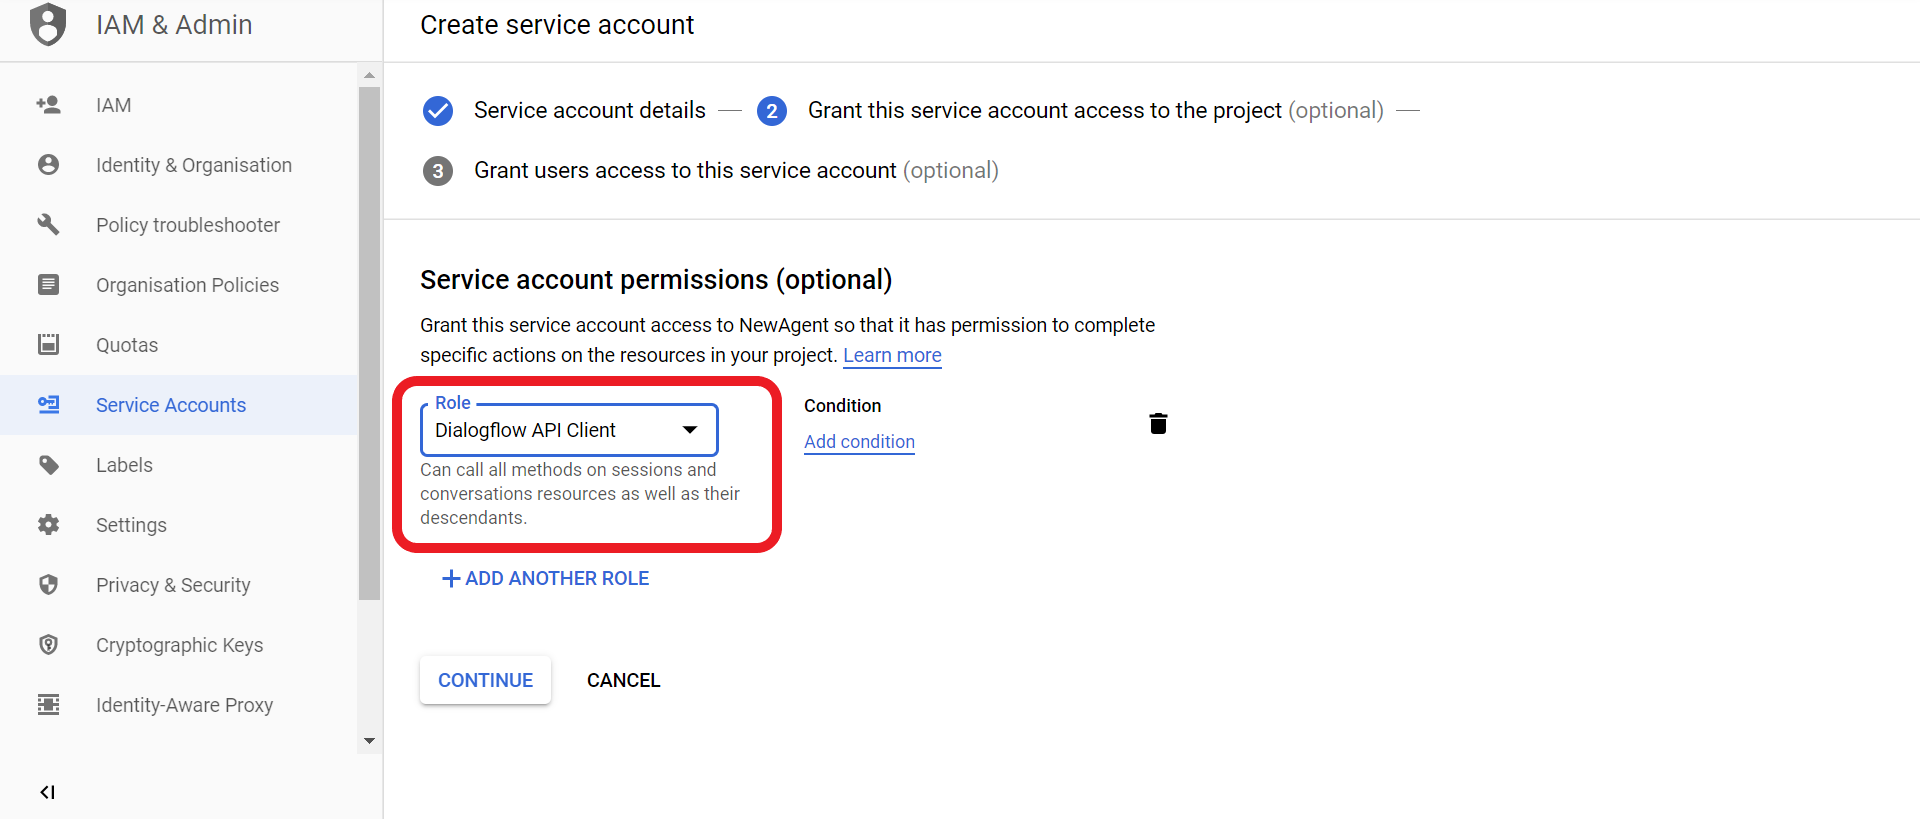 IAM & Admin
Create service account
IAM
Identity & Organisation
Policy troubleshooter
Organisation Policies
Quotas
Service Accounts
Labels
Settings
Privacy & Security
Cryptographic Keys
Identity-Aware Proxy
Service account details
2 Grant this service account access to the project (optional)
3 Grant users access to this service account (optional)
Service account permissions (optional)
Grant this service account access to NewAgent so that it has permission to complete
specific actions on the resources in your project. Learn more
Role
Dialogflow API Client
Can call all methods on sessions and
conversations resources as well as their
descendants.
Condition
Add condition
+ ADD ANOTHER ROLE
CONTINUE
CANCEL